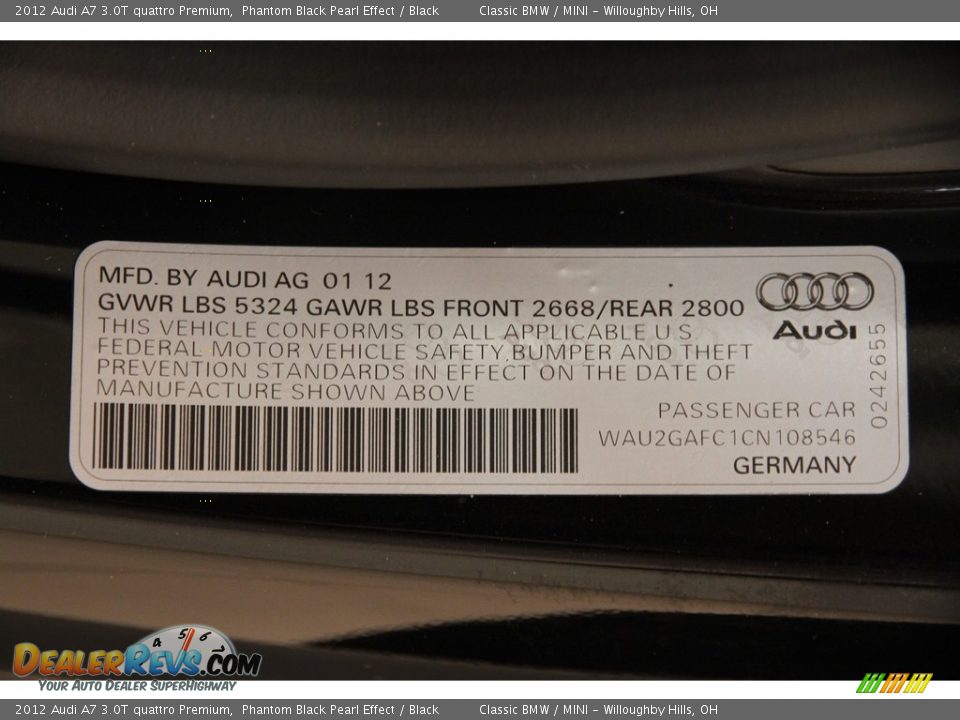 2012 Audi A7 3.0T quattro Premium, Phantom Black Pearl Effect / Black Classic BMW / MINI - Willoughby Hills, OH
MFD. BY AUDI AG 01 12
GVWR LBS 5324 GAWR LBS FRONT 2668/REAR 2800
THIS VEHICLE CONFORMS TO ALL APPLICABLE U S
FEDERAL MOTOR VEHICLE SAFETY,BUMPER AND THEFT
PREVENTION STANDARDS IN EFFECT ON THE DATE OF
MANUFACTURE SHOWN ABOVE
Audi
0242655
PASSENGER CAR
WAU2GAFC1CN108546
GERMANY
4 5 6
DEALERREVS.COM
YOUR AUTO DEALER SUPERHIGHWAY
2012 Audi A7 3.0T quattro Premium, Phantom Black Pearl Effect / Black Classic BMW / MINI - Willoughby Hills, OH